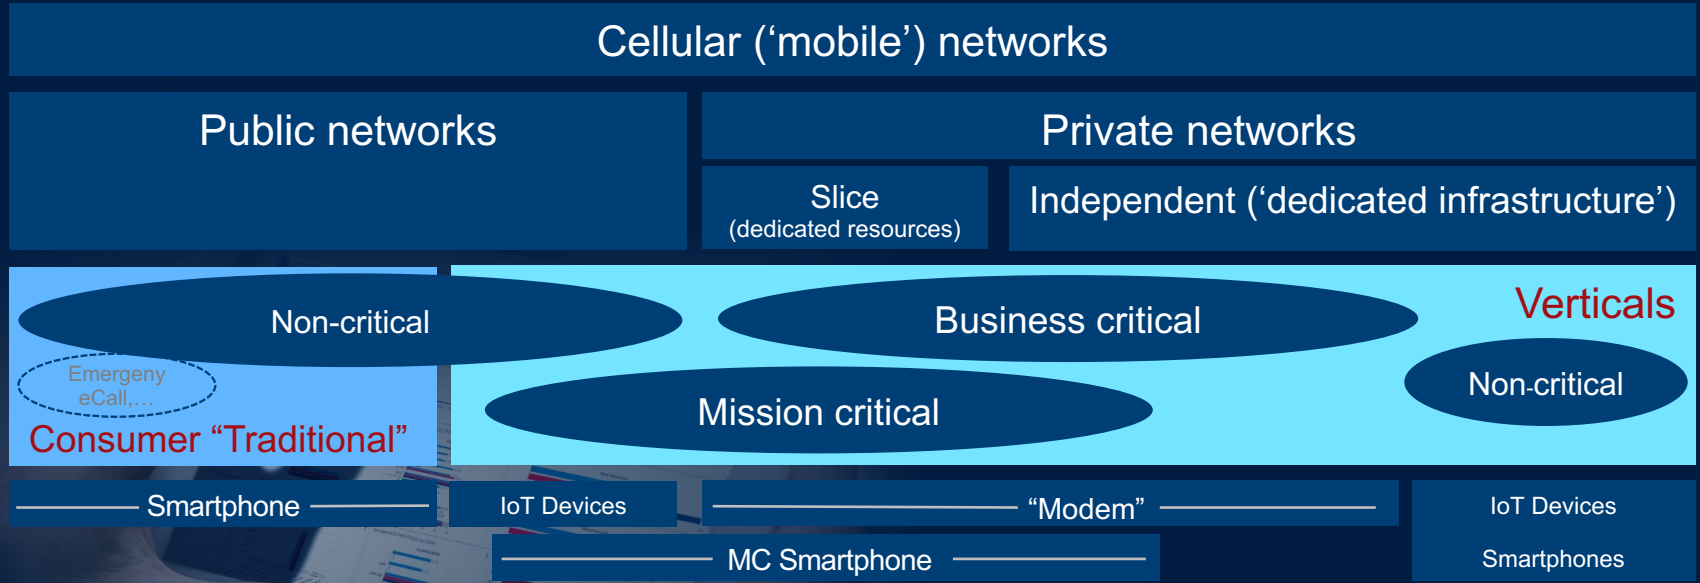 Cellular (‘mobile’) networks
Public networks
Private networks
Slice
(dedicated resources)
Independent (‘dedicated infrastructure’)
Non-critical
Business critical
Verticals
Emergeny
eCall,…
Non-critical
Mission critical
Consumer “Traditional”
Smartphone
IoT Devices
“Modem”
IoT Devices
MC Smartphone
Smartphones